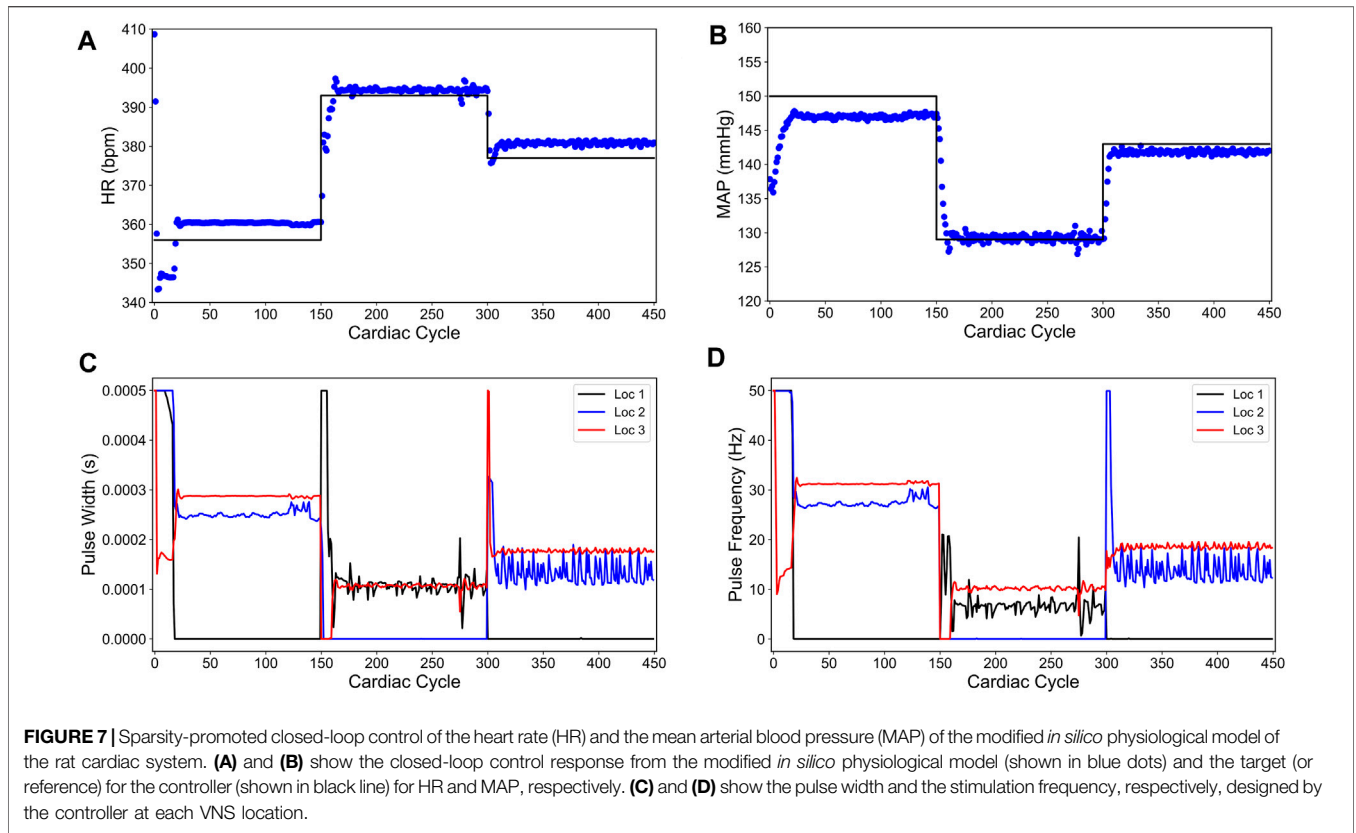 A
410
400
390
380
370
360
350
340
HR (bpm)
0 50 100 150 200 250 300 350 400 450
Cardiac Cycle
B
160
155
150
145
140
135
130
125
120
MAP (mmHg)
0 50 100 150 200 250 300 350 400 450
Cardiac Cycle
C
0.0005
0.0004
0.0003
0.0002
0.0001
0.0000
Pulse Width (s)
Loc 1
Loc 2
Loc 3
0 50 100 150 200 250 300 350 400 450
Cardiac Cycle
D
50
40
30
20
10
0
Pulse Frequency (Hz)
Loc 1
Loc 2
Loc 3
0 50 100 150 200 250 300 350 400 450
Cardiac Cycle
FIGURE 7 | Sparsity-promoted closed-loop control of the heart rate (HR) and the mean arterial blood pressure (MAP) of the modified in silico physiological model of
the rat cardiac system. (A) and (B) show the closed-loop control response from the modified in silico physiological model (shown in blue dots) and the target (or
reference) for the controller (shown in black line) for HR and MAP, respectively. (C) and (D) show the pulse width and the stimulation frequency, respectively, designed by
the controller at each VNS location.